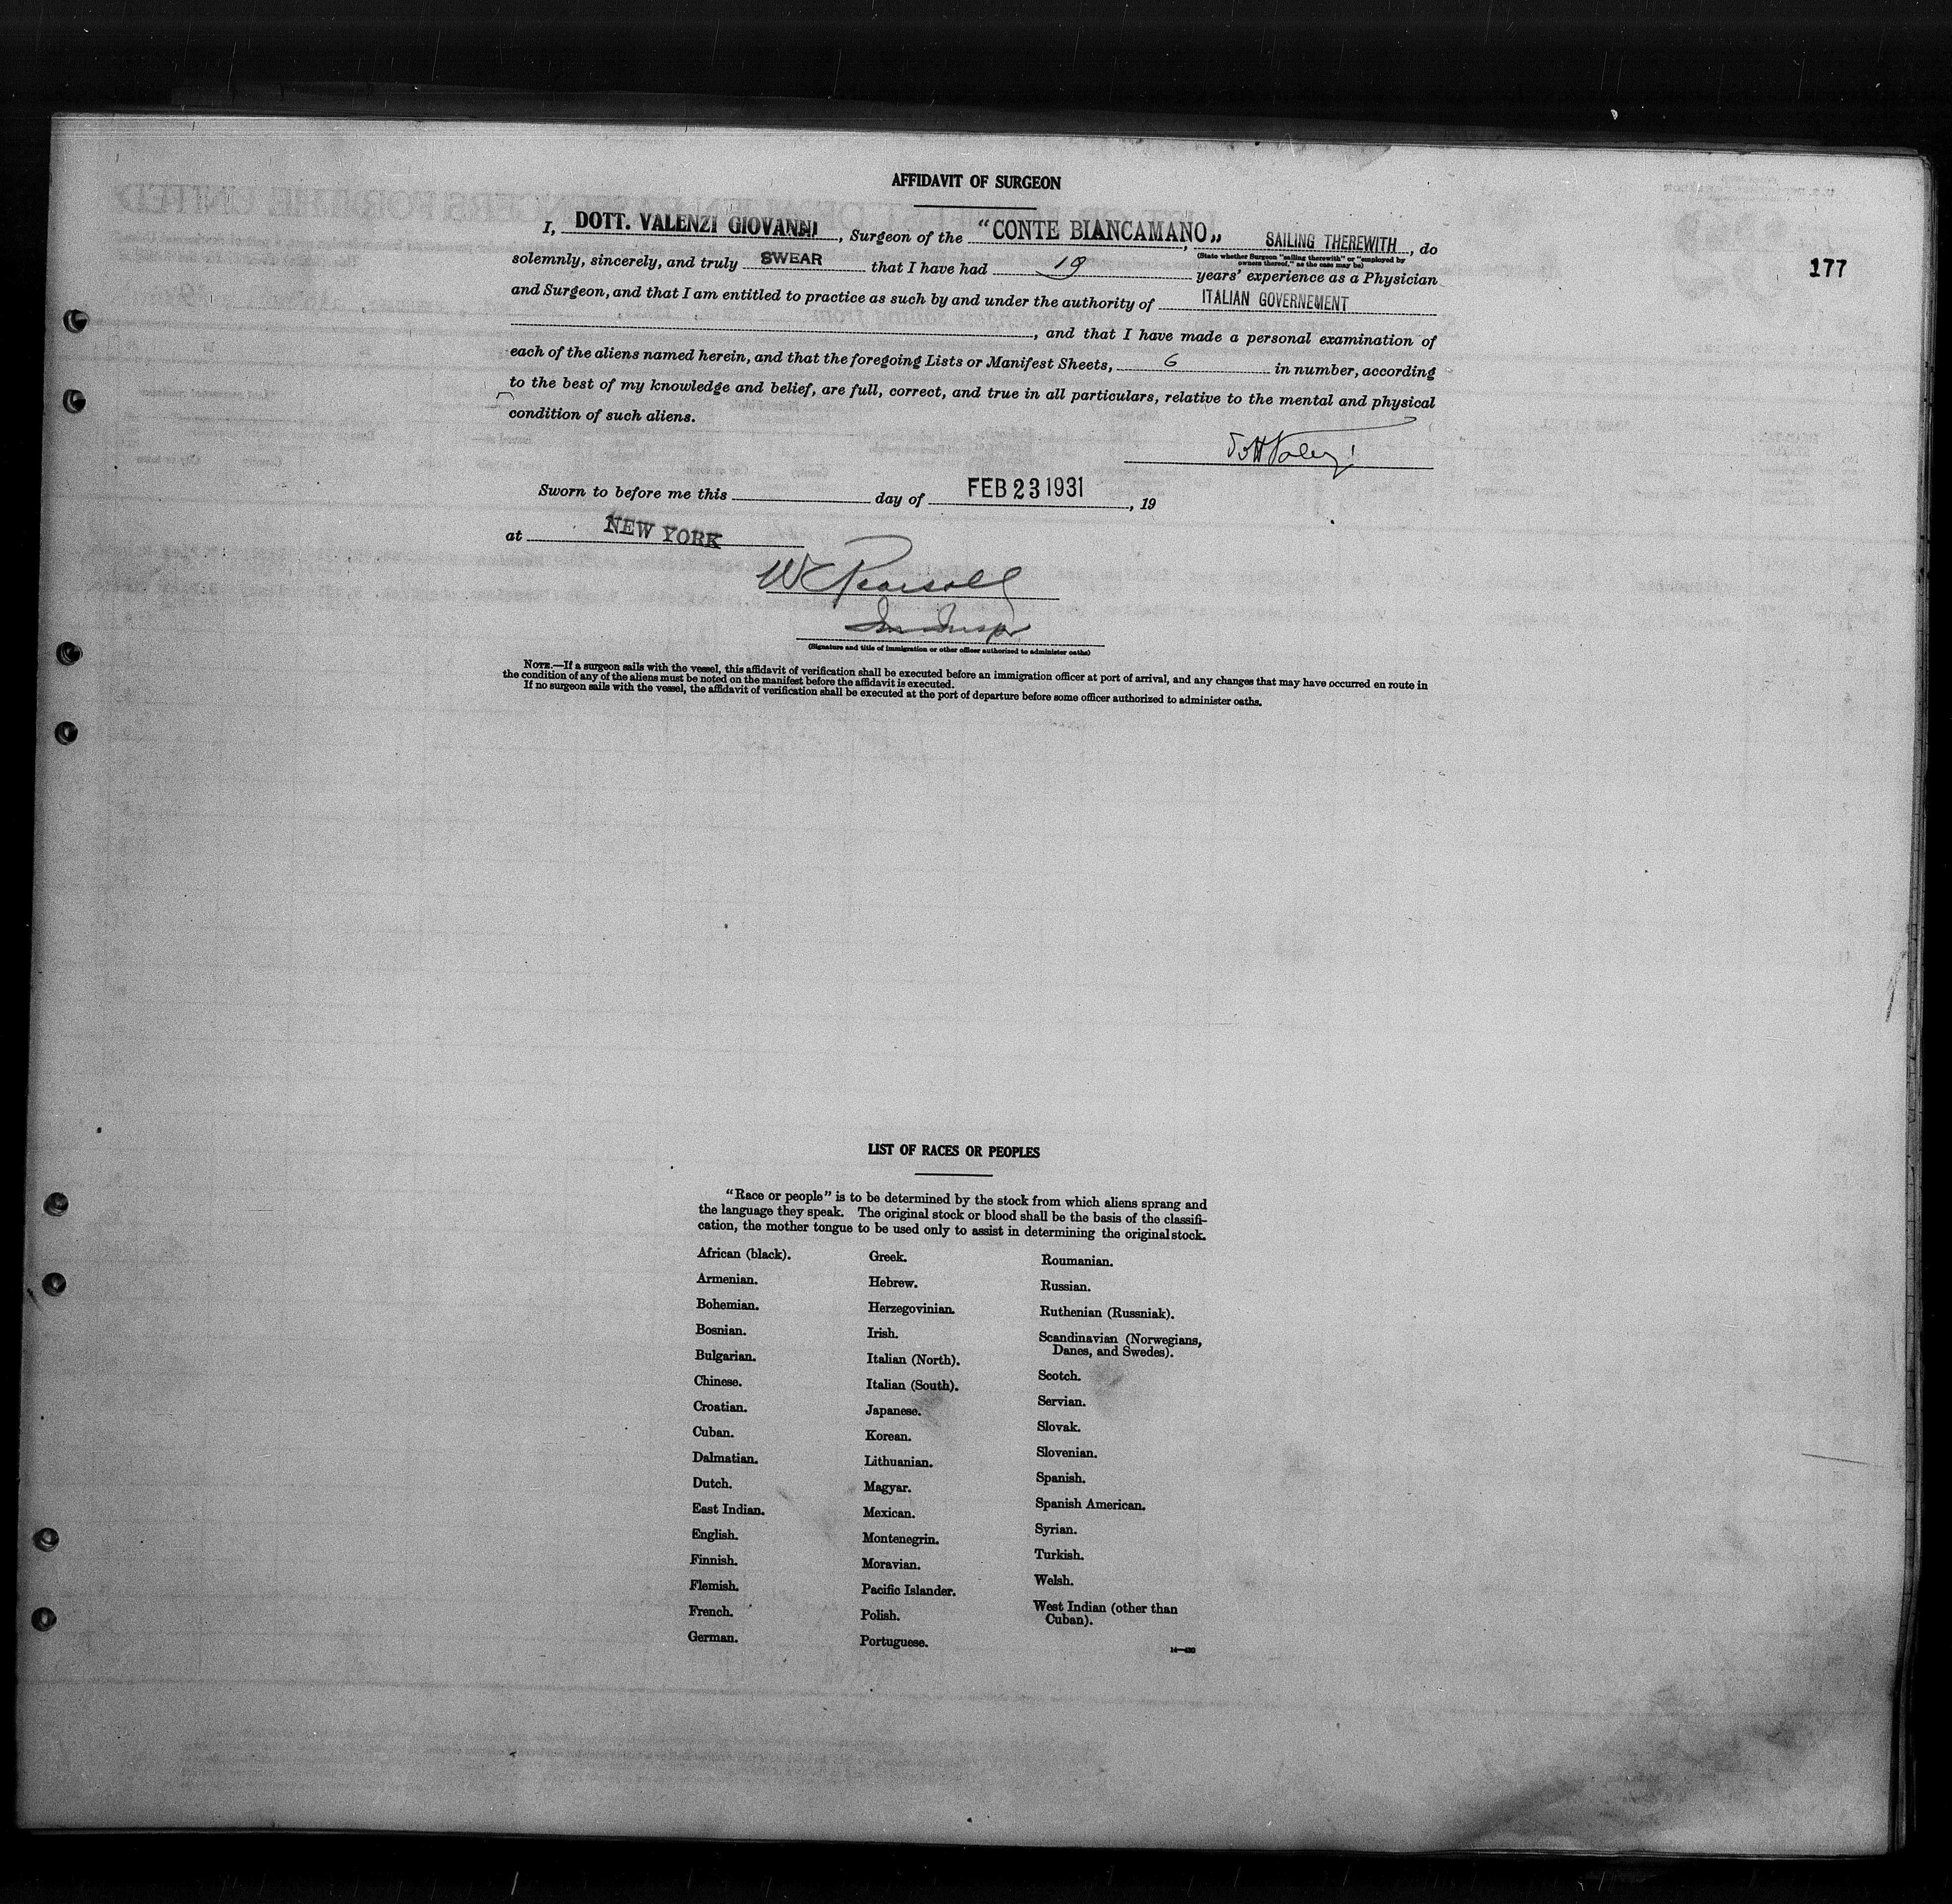 AFFIDAVIT OF SURGEON
I, DOTT. VALENZI GIOVANNI, Surgeon of the "CONTE BIANCAMANO", SAILING THEREWITH, do
(State whether Surgeon "sailing therewith" or "employed by
owners thereof," as the case may be)
177
solemnly, sincerely, and truly SWEAR that I have had 19 years' experience as a Physician
and Surgeon, and that I am entitled to practice as such by and under the authority of ITALIAN GOVERNEMENT
, and that I have made a personal examination of
each of the aliens named herein, and that the foregoing Lists or Manifest Sheets, 6 in number, according
to the best of my knowledge and belief, are full, correct, and true in all particulars, relative to the mental and physical
condition of such aliens.
Sworn to before me this day of FEB 23 1931, 19
at NEW YORK
(Signature and title of immigration or other officer authorized to administer oaths)
NOTE.—If a surgeon sails with the vessel, this affidavit of verification shall be executed before an immigration officer at port of arrival, and any changes that may have occurred en route in
the condition of any of the aliens must be noted on the manifest before the affidavit is executed.
If no surgeon sails with the vessel, the affidavit of verification shall be executed at the port of departure before some officer authorized to administer oaths.
LIST OF RACES OR PEOPLES
"Race or people" is to be determined by the stock from which aliens sprang and
the language they speak. The original stock or blood shall be the basis of the classifi-
cation, the mother tongue to be used only to assist in determining the original stock.
African (black).
Armenian.
Bohemian.
Bosnian.
Bulgarian.
Chinese.
Croatian.
Cuban.
Dalmatian.
Dutch.
East Indian.
English.
Finnish.
Flemish.
French.
German.
Greek.
Hebrew.
Herzegovinian.
Irish.
Italian (North).
Italian (South).
Japanese.
Korean.
Lithuanian.
Magyar.
Mexican.
Montenegrin.
Moravian.
Pacific Islander.
Polish.
Portuguese.
Roumanian.
Russian.
Ruthenian (Russniak).
Scandinavian (Norwegians,
Danes, and Swedes).
Scotch.
Servian.
Slovak.
Slovenian.
Spanish.
Spanish American.
Syrian.
Turkish.
Welsh.
West Indian (other than
Cuban).